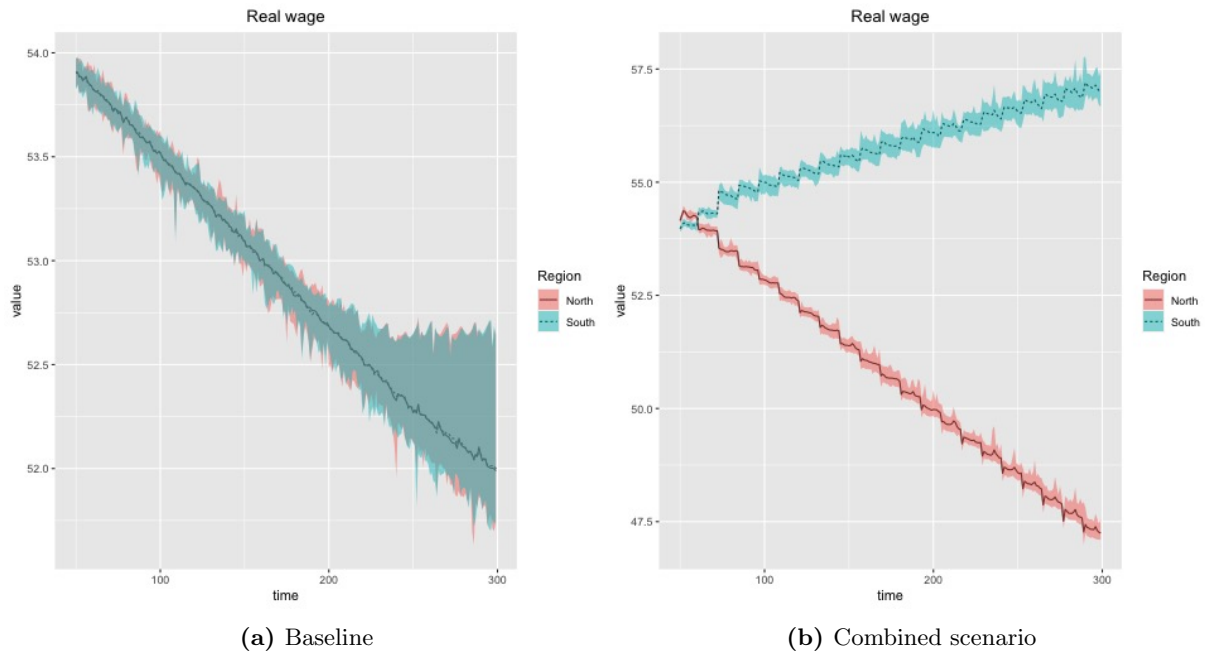 Real wage
54.0
53.5
53.0
52.5
52.0
value
100
200
300
time
Region
North
South
(a) Baseline
Real wage
57.5
55.0
52.5
50.0
47.5
value
100
200
300
time
Region
North
South
(b) Combined scenario